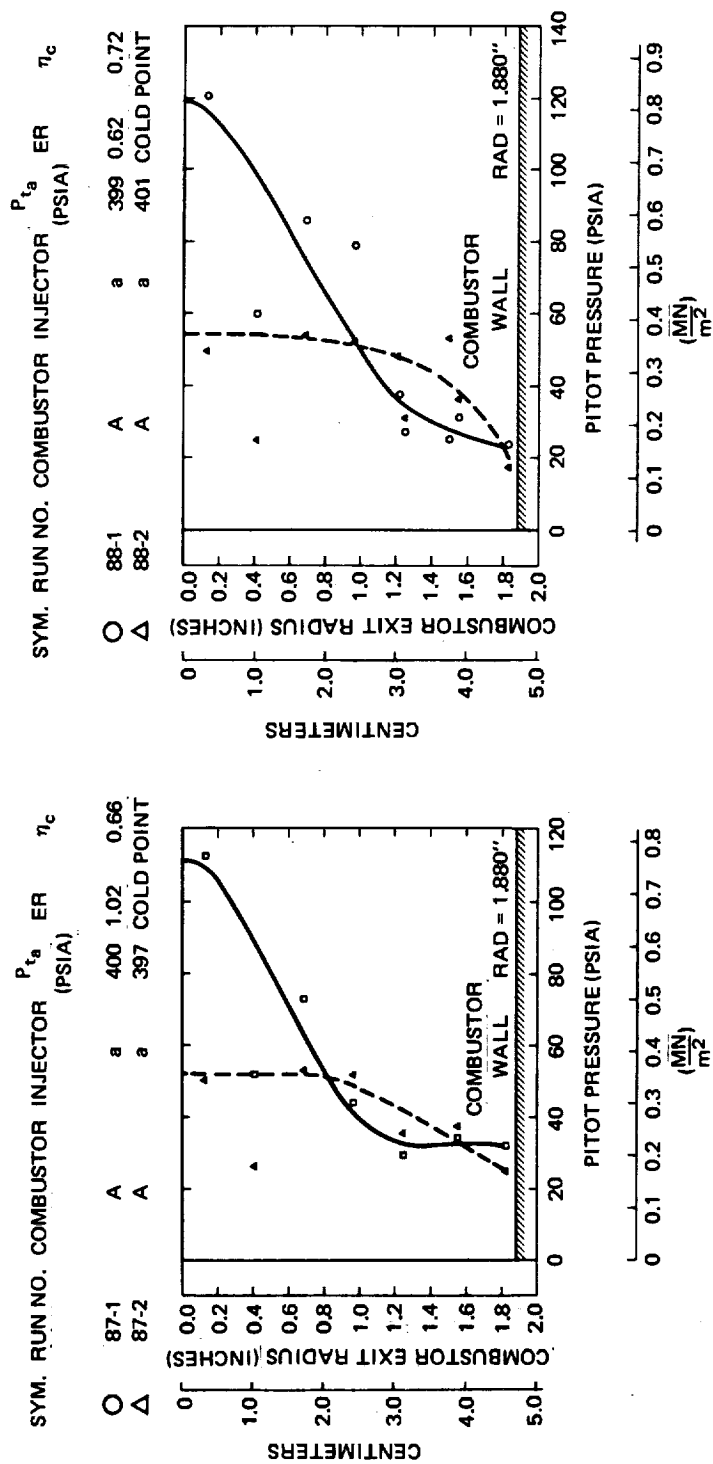 SYM. RUN NO. COMBUSTOR INJECTOR P_ta (PSIA) ER η_c
○ 87-1 A a 400 1.02 0.66
△ 87-2 A a 397 COLD POINT
CENTIMETERS
0 1.0 2.0 3.0 4.0 5.0
COMBUSTOR EXIT RADIUS (INCHES)
0.0 0.2 0.4 0.6 0.8 1.0 1.2 1.4 1.6 1.8 2.0
COMBUSTOR
WALL RAD = 1.880"
0 20 40 60 80 100 120
PITOT PRESSURE (PSIA)
0 0.1 0.2 0.3 0.4 0.5 0.6 0.7 0.8
(MN/m²)
SYM. RUN NO. COMBUSTOR INJECTOR P_ta (PSIA) ER η_c
○ 88-1 A a 399 0.62 0.72
△ 88-2 A a 401 COLD POINT
CENTIMETERS
0 1.0 2.0 3.0 4.0 5.0
COMBUSTOR EXIT RADIUS (INCHES)
0.0 0.2 0.4 0.6 0.8 1.0 1.2 1.4 1.6 1.8 2.0
COMBUSTOR
WALL RAD = 1.880"
0 20 40 60 80 100 120 140
PITOT PRESSURE (PSIA)
0 0.1 0.2 0.3 0.4 0.5 0.6 0.7 0.8 0.9
(MN/m²)